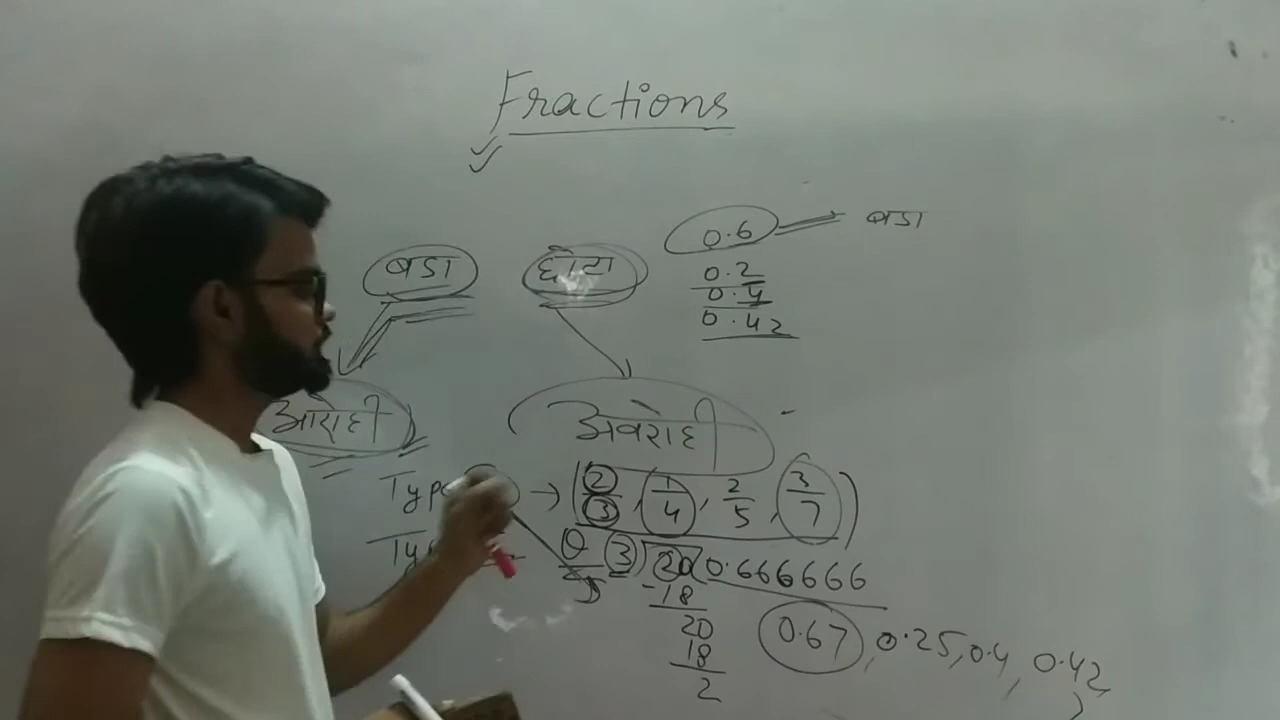 Fractions
0.6 बडा
बडा छोटा 0.2
0.4
0.42
आरोही अवरोही
Type → (2/3, 1/4, 2/5, 3/7)
3) 20 (0.666666
-18
20 0.67, 0.25, 0.4, 0.42
18
2